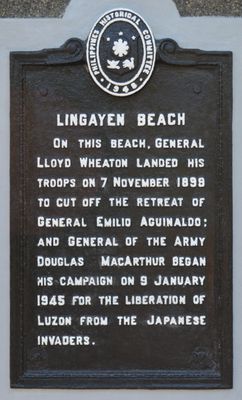 PHILIPPINES HISTORICAL COMMITTEE
1948
LINGAYEN BEACH
ON THIS BEACH, GENERAL
LLOYD WHEATON LANDED HIS
TROOPS ON 7 NOVEMBER 1899
TO CUT OFF THE RETREAT OF
GENERAL EMILIO AGUINALDO;
AND GENERAL OF THE ARMY
DOUGLAS MACARTHUR BEGAN
HIS CAMPAIGN ON 9 JANUARY
1945 FOR THE LIBERATION OF
LUZON FROM THE JAPANESE
INVADERS.